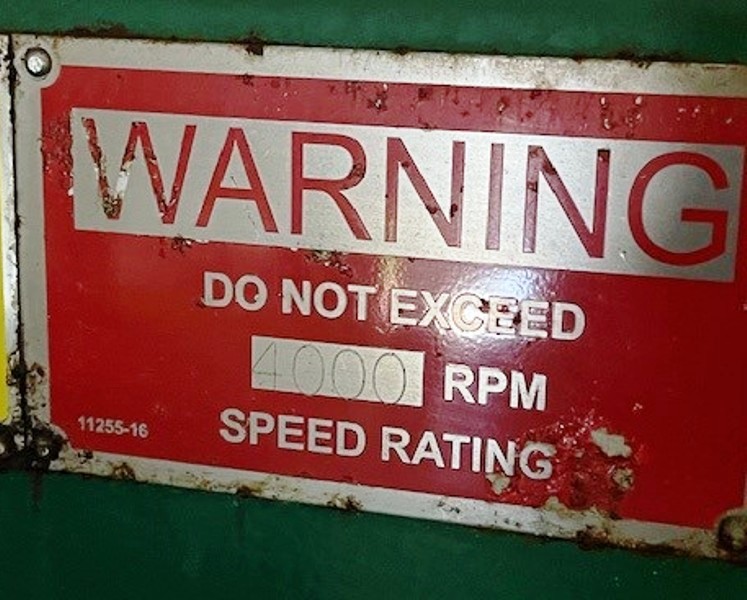 WARNING
DO NOT EXCEED
4000 RPM
SPEED RATING
11255-16